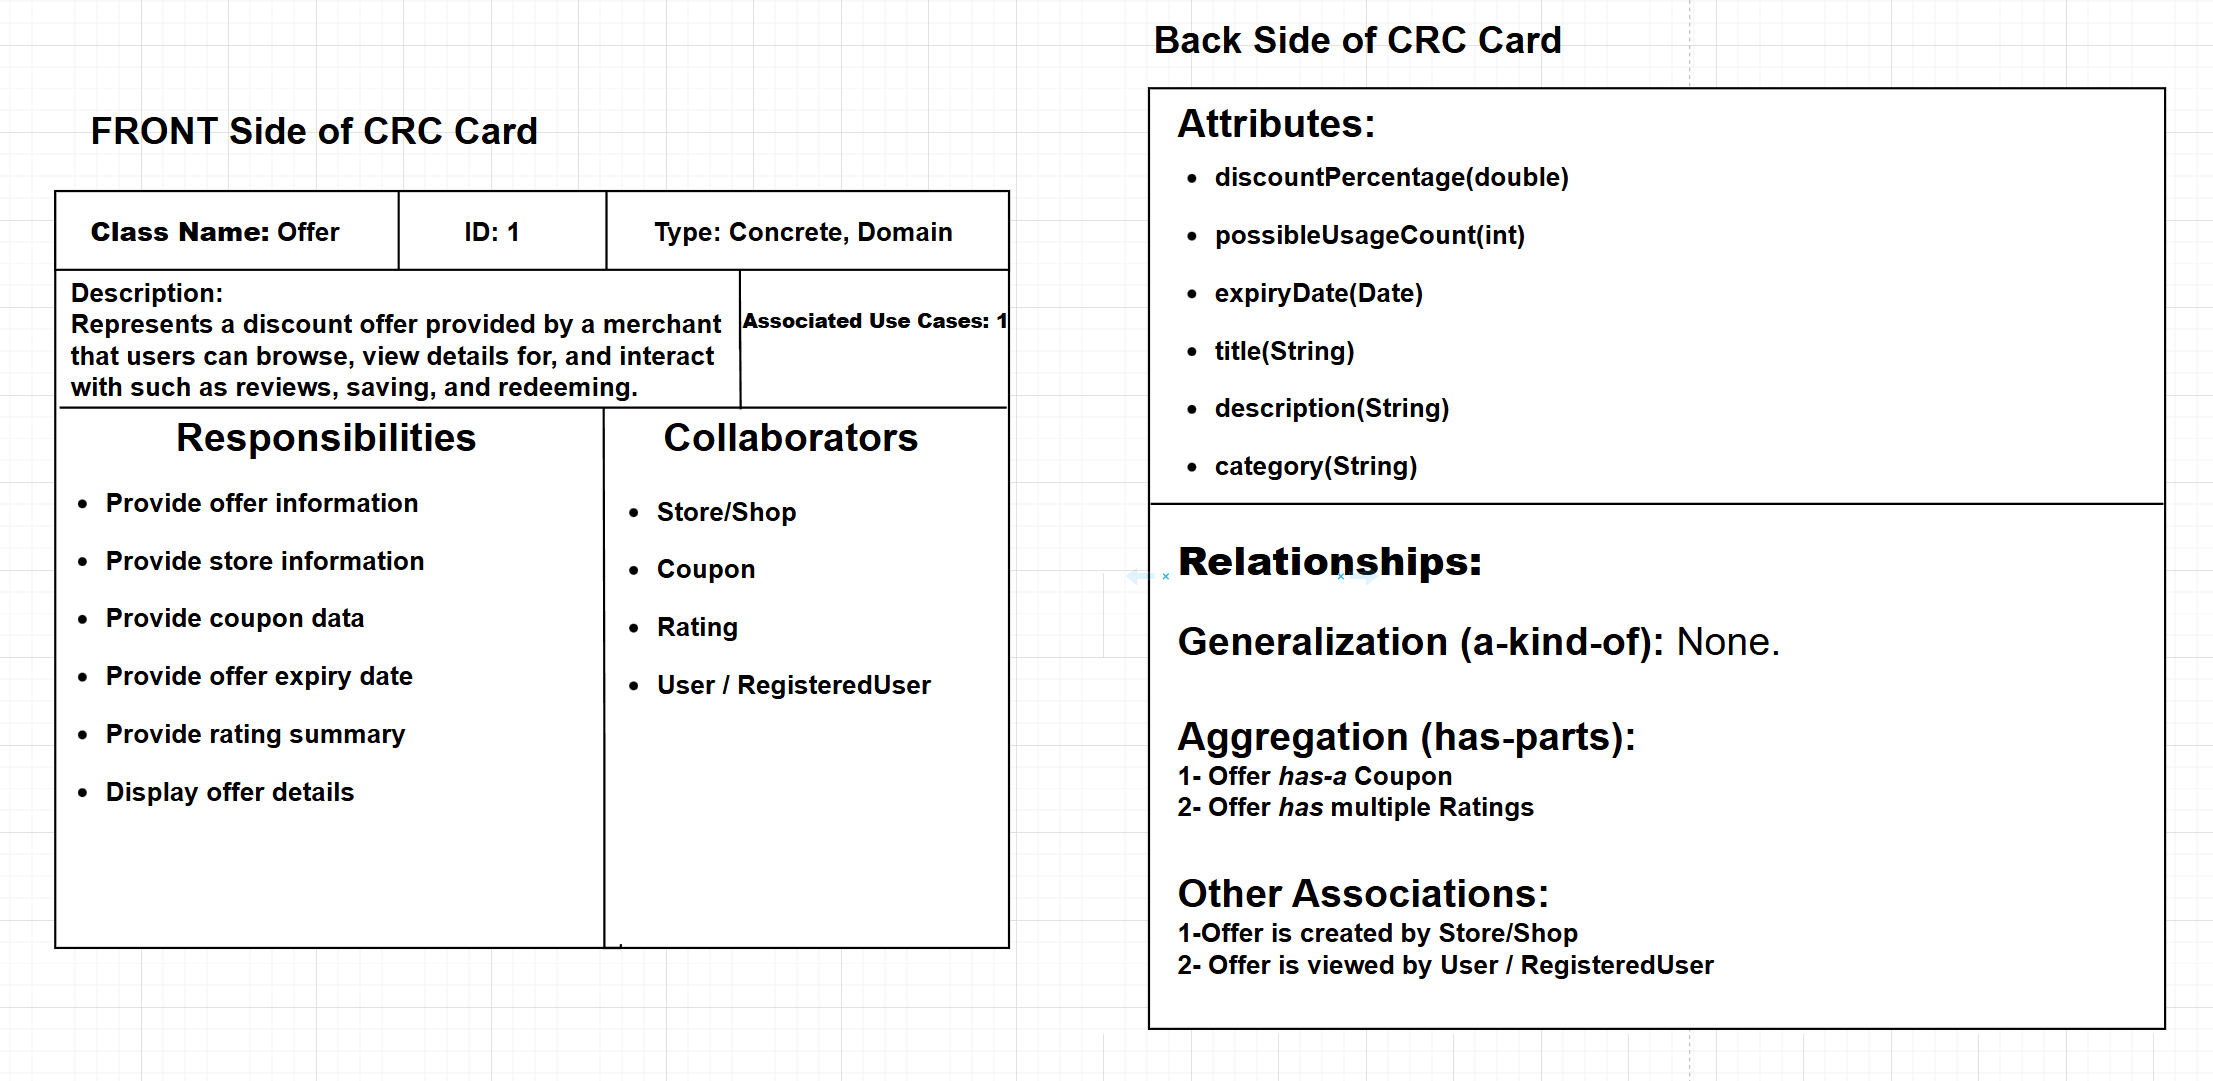 FRONT Side of CRC Card
Class Name: Offer
ID: 1
Type: Concrete, Domain
Description:
Represents a discount offer provided by a merchant
that users can browse, view details for, and interact
with such as reviews, saving, and redeeming.
Associated Use Cases: 1
Responsibilities
• Provide offer information
• Provide store information
• Provide coupon data
• Provide offer expiry date
• Provide rating summary
• Display offer details
Collaborators
• Store/Shop
• Coupon
• Rating
• User / RegisteredUser
Back Side of CRC Card
Attributes:
• discountPercentage(double)
• possibleUsageCount(int)
• expiryDate(Date)
• title(String)
• description(String)
• category(String)
Relationships:
Generalization (a-kind-of): None.
Aggregation (has-parts):
1- Offer has-a Coupon
2- Offer has multiple Ratings
Other Associations:
1-Offer is created by Store/Shop
2- Offer is viewed by User / RegisteredUser